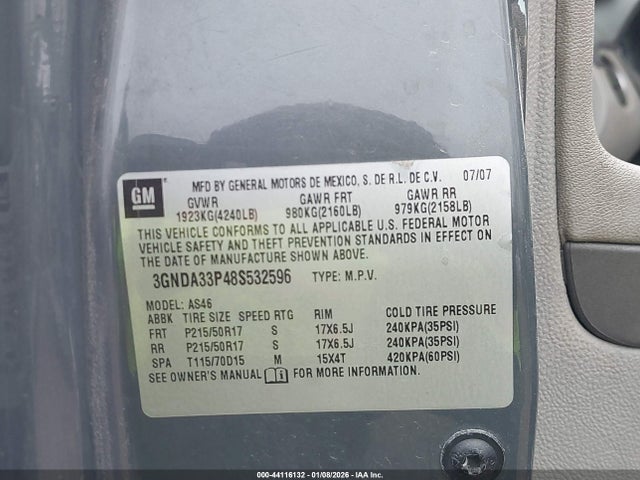 GM
MFD BY GENERAL MOTORS DE MEXICO, S. DE R.L. DE C.V. 07/07
GVWR GAWR FRT GAWR RR
1923KG(4240LB) 980KG(2160LB) 979KG(2158LB)
THIS VEHICLE CONFORMS TO ALL APPLICABLE U.S. FEDERAL MOTOR
VEHICLE SAFETY AND THEFT PREVENTION STANDARDS IN EFFECT ON
THE DATE OF MANUFACTURE SHOWN ABOVE.
3GNDA33P48S532596 TYPE: M.P.V.
MODEL: AS46
ABBK TIRE SIZE SPEED RTG RIM COLD TIRE PRESSURE
FRT P215/50R17 S 17X6.5J 240KPA(35PSI)
RR P215/50R17 S 17X6.5J 240KPA(35PSI)
SPA T115/70D15 M 15X4T 420KPA(60PSI)
SEE OWNER'S MANUAL FOR MORE INFORMATION.
000-44116132 - 01/08/2026 - IAA Inc.